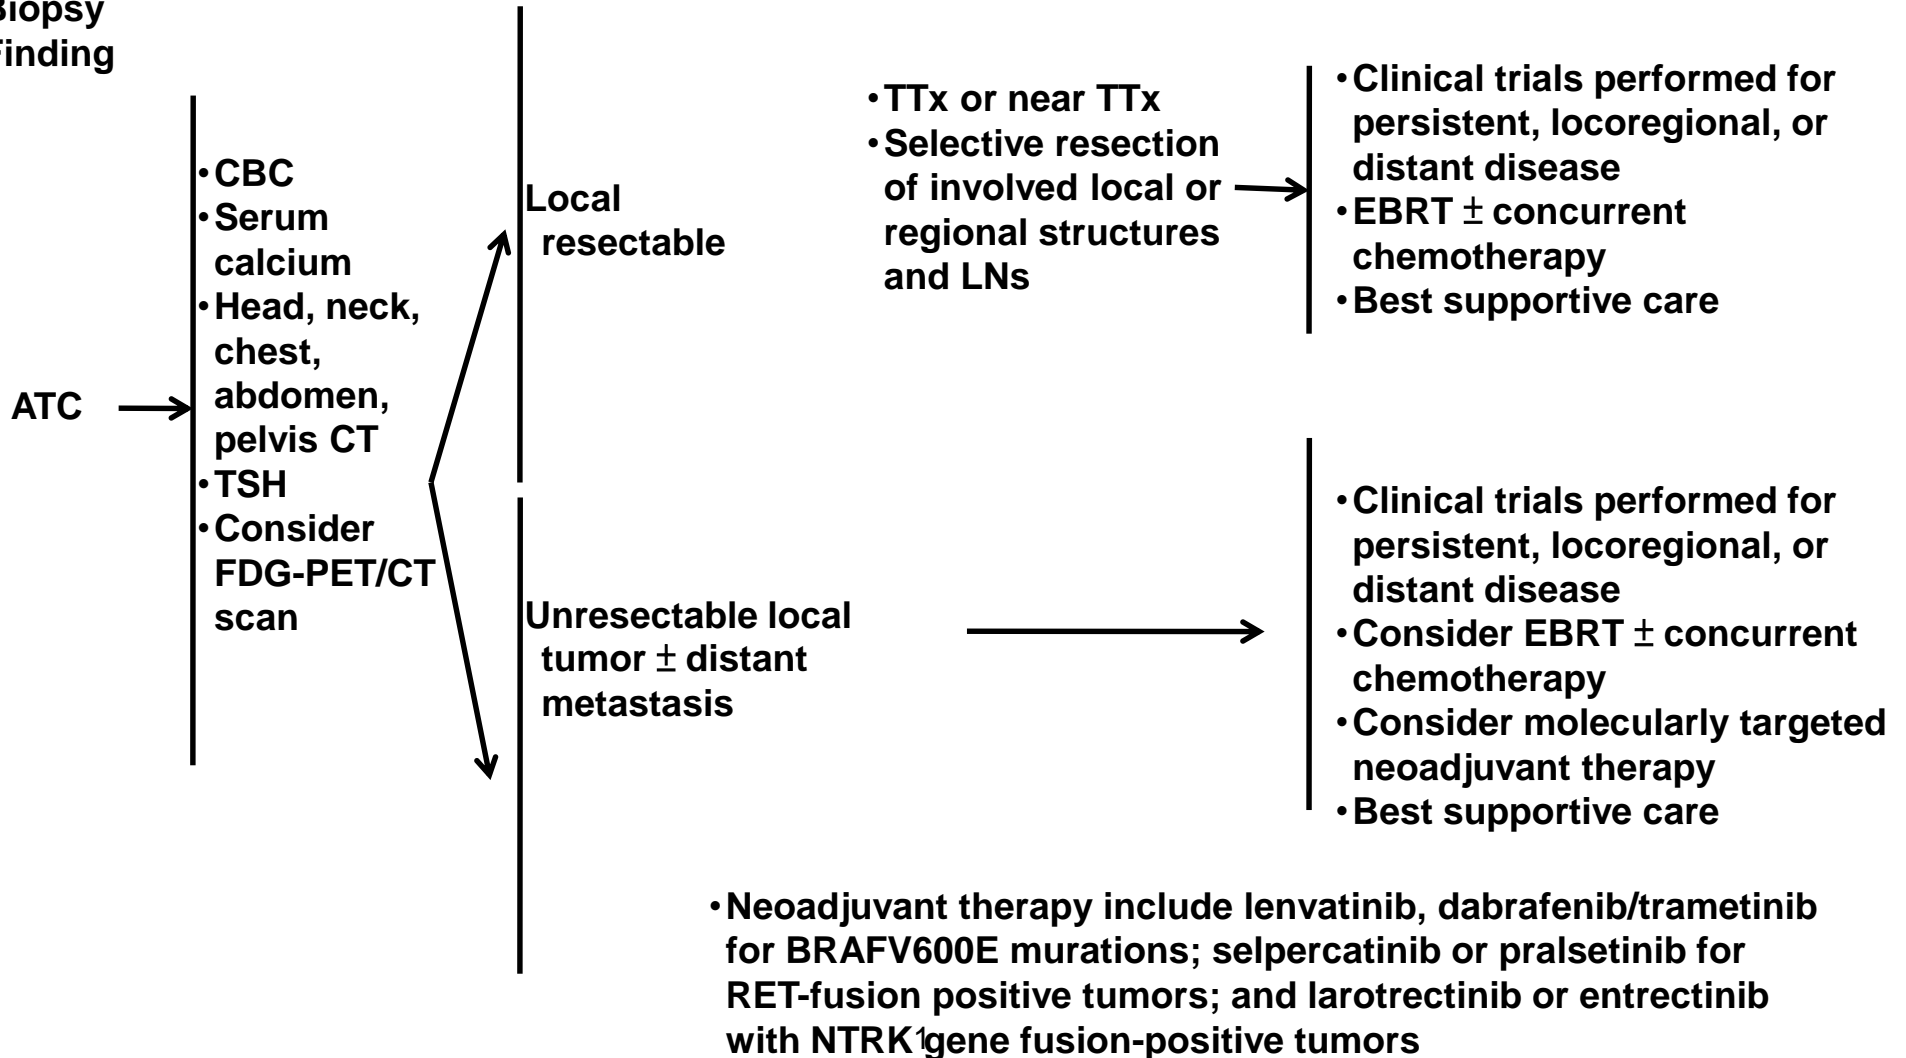 Biopsy
Finding
ATC
•CBC
•Serum
calcium
•Head, neck,
chest,
abdomen,
pelvis CT
•TSH
•Consider
FDG-PET/CT
scan
Local
resectable
•TTx or near TTx
•Selective resection
of involved local or
regional structures
and LNs
•Clinical trials performed for
persistent, locoregional, or
distant disease
•EBRT ± concurrent
chemotherapy
•Best supportive care
Unresectable local
tumor ± distant
metastasis
•Clinical trials performed for
persistent, locoregional, or
distant disease
•Consider EBRT ± concurrent
chemotherapy
•Consider molecularly targeted
neoadjuvant therapy
•Best supportive care
•Neoadjuvant therapy include lenvatinib, dabrafenib/trametinib
for BRAFV600E murations; selpercatinib or pralsetinib for
RET-fusion positive tumors; and larotrectinib or entrectinib
with NTRK1gene fusion-positive tumors